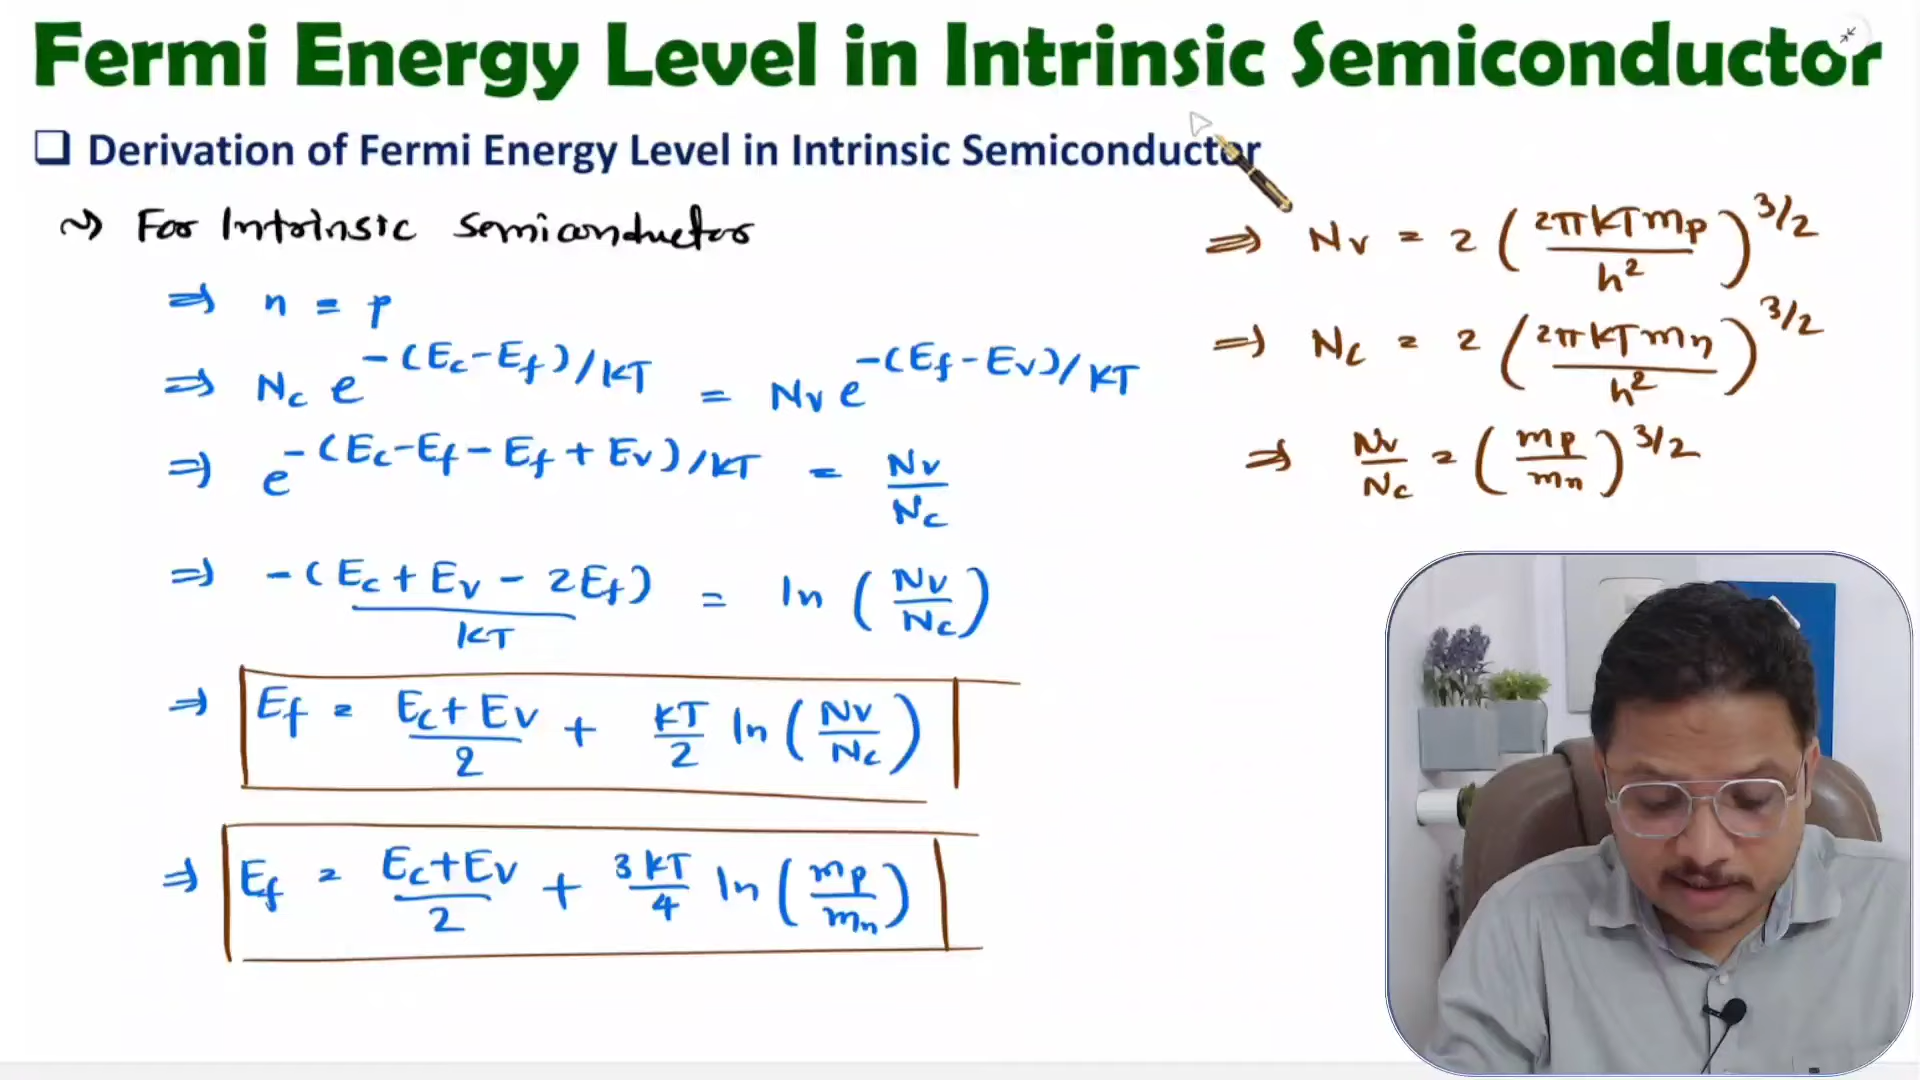 Fermi Energy Level in Intrinsic Semiconductor
❑ Derivation of Fermi Energy Level in Intrinsic Semiconductor
~> For Intrinsic Semiconductor
=> n = p
=> Nc e^-(Ec-Ef)/KT = Nv e^-(Ef-Ev)/KT
=> e^-(Ec-Ef-Ef+Ev)/KT = Nv/Nc
=> -(Ec+Ev-2Ef)/KT = ln (Nv/Nc)
=> Ef = (Ec+Ev)/2 + KT/2 ln (Nv/Nc)
=> Ef = (Ec+Ev)/2 + 3KT/4 ln (mp/mn)
=> Nv = 2 (2πKTmp/h²)^3/2
=> Nc = 2 (2πKTmn/h²)^3/2
=> Nv/Nc = (mp/mn)^3/2